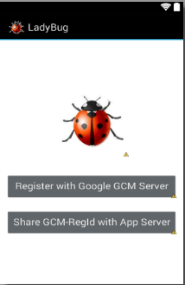 LadyBug
Register with Google GCM Server
Share GCM-RegId with App Server